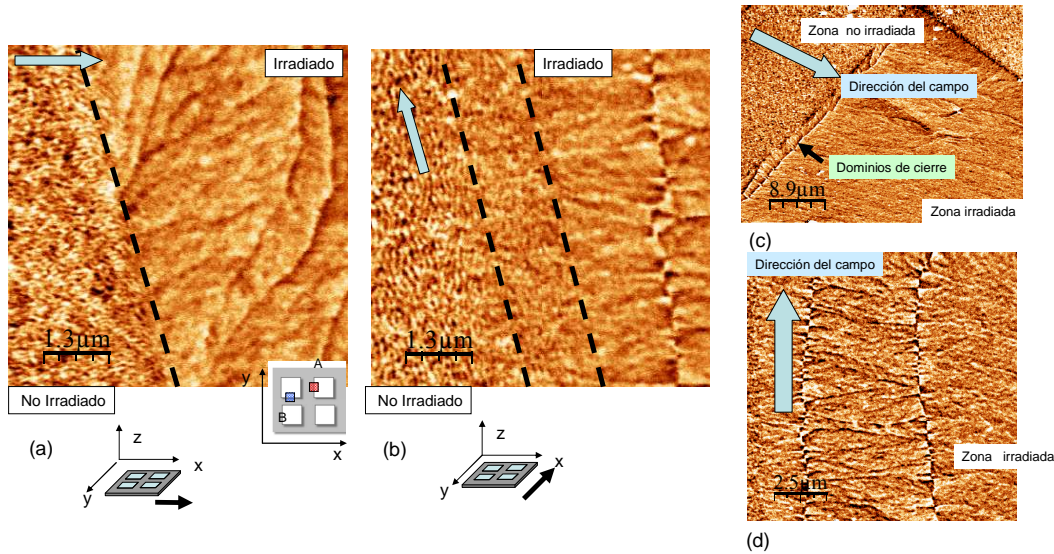 Irradiado
1.3µm
No Irradiado
(a)
z
x
y
A
B
y
x
Irradiado
1.3µm
No Irradiado
(b)
z
x
y
Zona no irradiada
Dirección del campo
Dominios de cierre
8.9µm
Zona irradiada
(c)
Dirección del campo
2.5µm
Zona irradiada
(d)